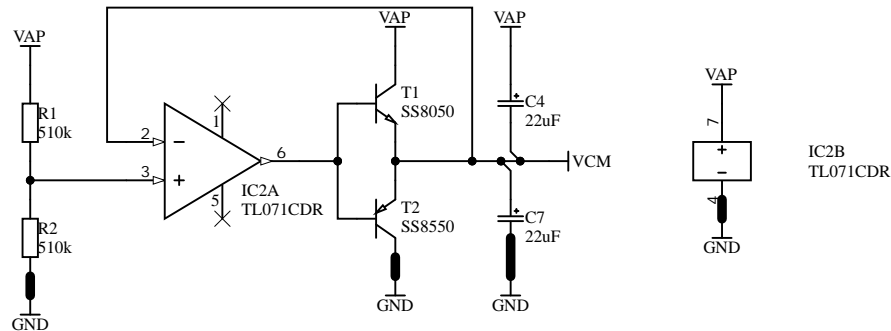 VAP
R1
510k
R2
510k
GND
2
3
1
5
6
IC2A
TL071CDR
VAP
T1
SS8050
T2
SS8550
GND
VAP
C4
22uF
VCM
C7
22uF
GND
VAP
7
4
GND
IC2B
TL071CDR